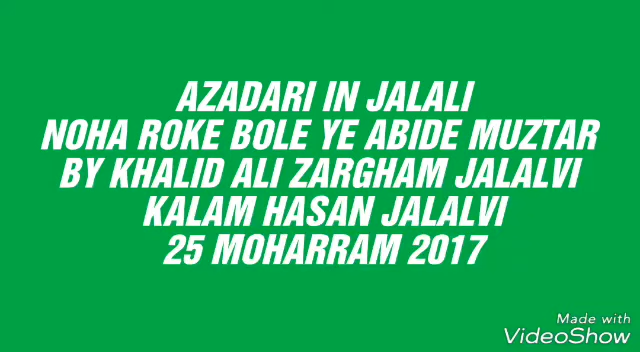 AZADARI IN JALALI
NOHA ROKE BOLE YE ABIDE MUZTAR
BY KHALID ALI ZARGHAM JALALVI
KALAM HASAN JALALVI
25 MOHARRAM 2017
Made with
VideoShow